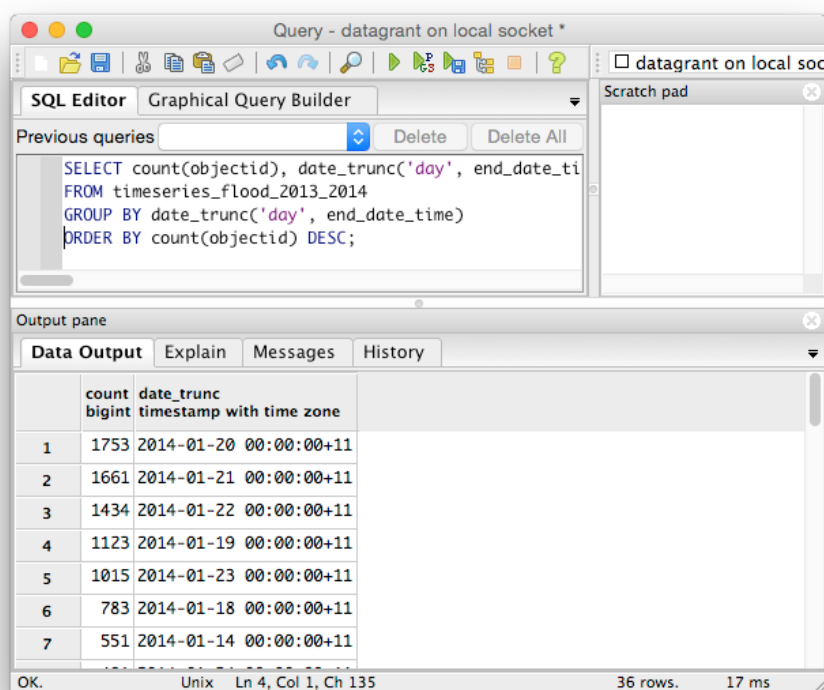 Query - datagrant on local socket *
datagrant on local soc
SQL Editor Graphical Query Builder
Scratch pad
Previous queries Delete Delete All
SELECT count(objectid), date_trunc('day', end_date_ti
FROM timeseries_flood_2013_2014
GROUP BY date_trunc('day', end_date_time)
ORDER BY count(objectid) DESC;
Output pane
Data Output Explain Messages History
count date_trunc
bigint timestamp with time zone
1 1753 2014-01-20 00:00:00+11
2 1661 2014-01-21 00:00:00+11
3 1434 2014-01-22 00:00:00+11
4 1123 2014-01-19 00:00:00+11
5 1015 2014-01-23 00:00:00+11
6 783 2014-01-18 00:00:00+11
7 551 2014-01-14 00:00:00+11
OK. Unix Ln 4, Col 1, Ch 135 36 rows. 17 ms